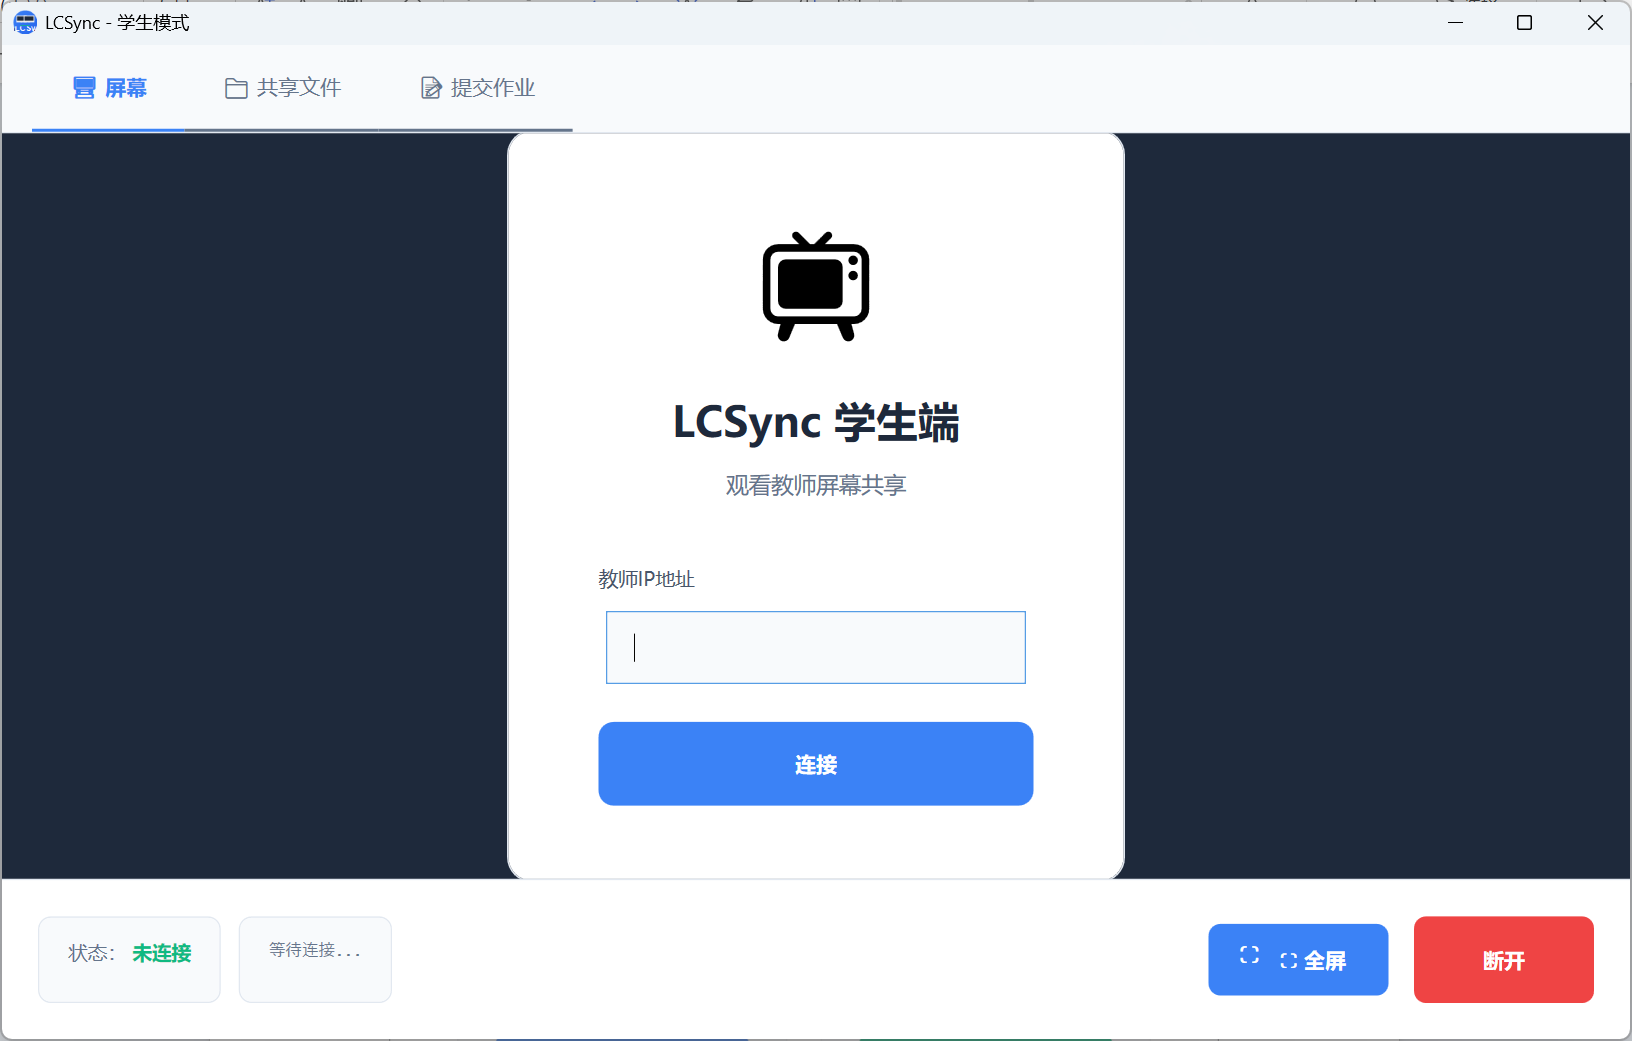 LCSync - 学生模式
屏幕 共享文件 提交作业
LCSync 学生端
观看教师屏幕共享
教师IP地址
连接
状态： 未连接 等待连接... 全屏 断开